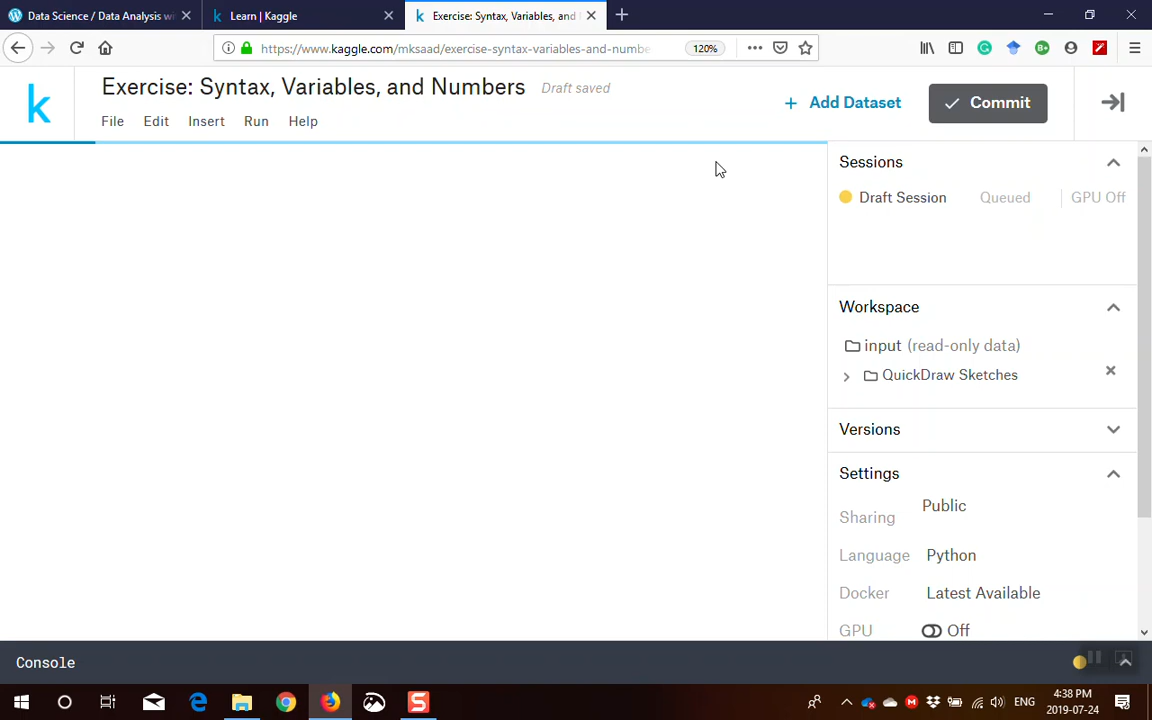 Data Science / Data Analysis wi
Learn | Kaggle
Exercise: Syntax, Variables, and
https://www.kaggle.com/mksaad/exercise-syntax-variables-and-numbe
120%
Exercise: Syntax, Variables, and Numbers
Draft saved
File
Edit
Insert
Run
Help
+ Add Dataset
Commit
Sessions
Draft Session
Queued
GPU Off
Workspace
input (read-only data)
QuickDraw Sketches
Versions
Settings
Sharing
Public
Language
Python
Docker
Latest Available
GPU
Off
Console
ENG
4:38 PM
2019-07-24